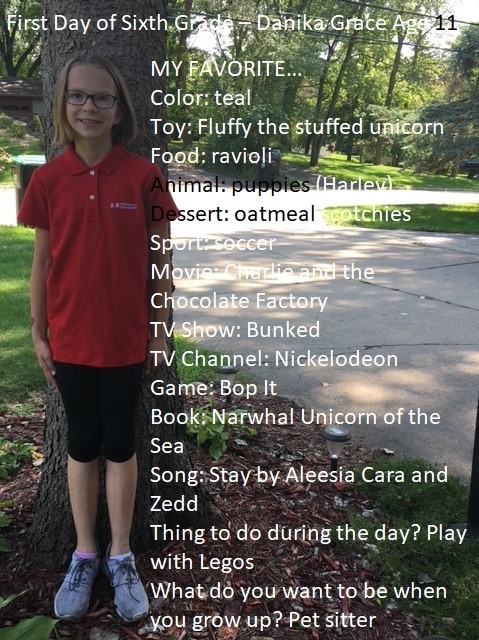 First Day of Sixth Grade – Danika Grace Age 11
MY FAVORITE…
Color: teal
Toy: Fluffy the stuffed unicorn
Food: ravioli
Animal: puppies (Harley)
Dessert: oatmeal scotchies
Sport: soccer
Movie: Charlie and the
Chocolate Factory
TV Show: Bunked
TV Channel: Nickelodeon
Game: Bop It
Book: Narwhal Unicorn of the
Sea
Song: Stay by Aleesia Cara and
Zedd
Thing to do during the day? Play
with Legos
What do you want to be when
you grow up? Pet sitter